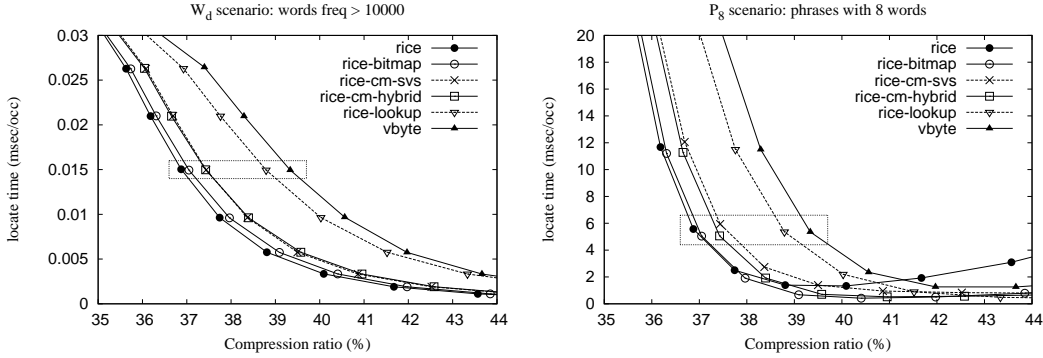 W_d scenario: words freq > 10000
locate time (msec/occ)
0.03
0.025
0.02
0.015
0.01
0.005
0
rice
rice-bitmap
rice-cm-svs
rice-cm-hybrid
rice-lookup
vbyte
35 36 37 38 39 40 41 42 43 44
Compression ratio (%)
P_8 scenario: phrases with 8 words
locate time (msec/occ)
20
18
16
14
12
10
8
6
4
2
0
rice
rice-bitmap
rice-cm-svs
rice-cm-hybrid
rice-lookup
vbyte
35 36 37 38 39 40 41 42 43 44
Compression ratio (%)